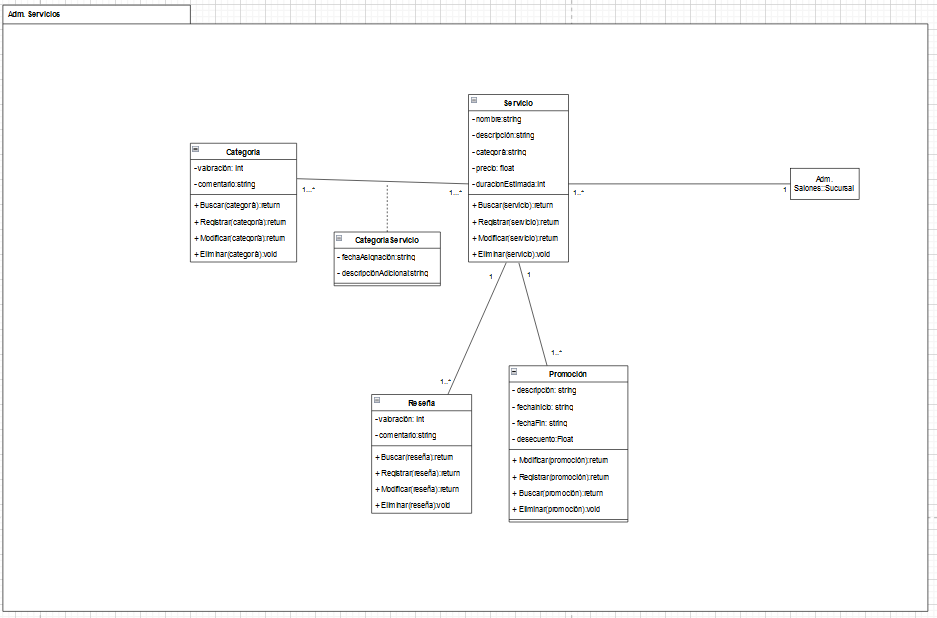 Adm. Servicios
Servicio
-nombre:string
-descripción:string
-categoría:string
-precio: float
-duracionEstimada:int
+Buscar(servicio):return
+Registrar(servicio):return
+Modificar(servicio):return
+Eliminar(servicio):void
Categoria
-valoración: int
-comentario:string
+Buscar(categoría):return
+Registrar(categoría):return
+Modificar(categoría):return
+Eliminar(categoría):void
1..*
1..*
1..*
1
Adm.
Salones::Sucursal
CategoriaServicio
- fechaAsignación:string
- descripciónAdicional:string
1
1
1..*
1..*
Reseña
-valoración: int
-comentario:string
+Buscar(reseña):return
+Registrar(reseña):return
+Modificar(reseña):return
+Eliminar(reseña):void
Promoción
- descripción: string
- fechaInicio: string
- fechaFin: string
- desecuento:Float
+ Modificar(promoción):return
+ Registrar(promoción):return
+ Buscar(promoción):return
+ Eliminar(promoción):void